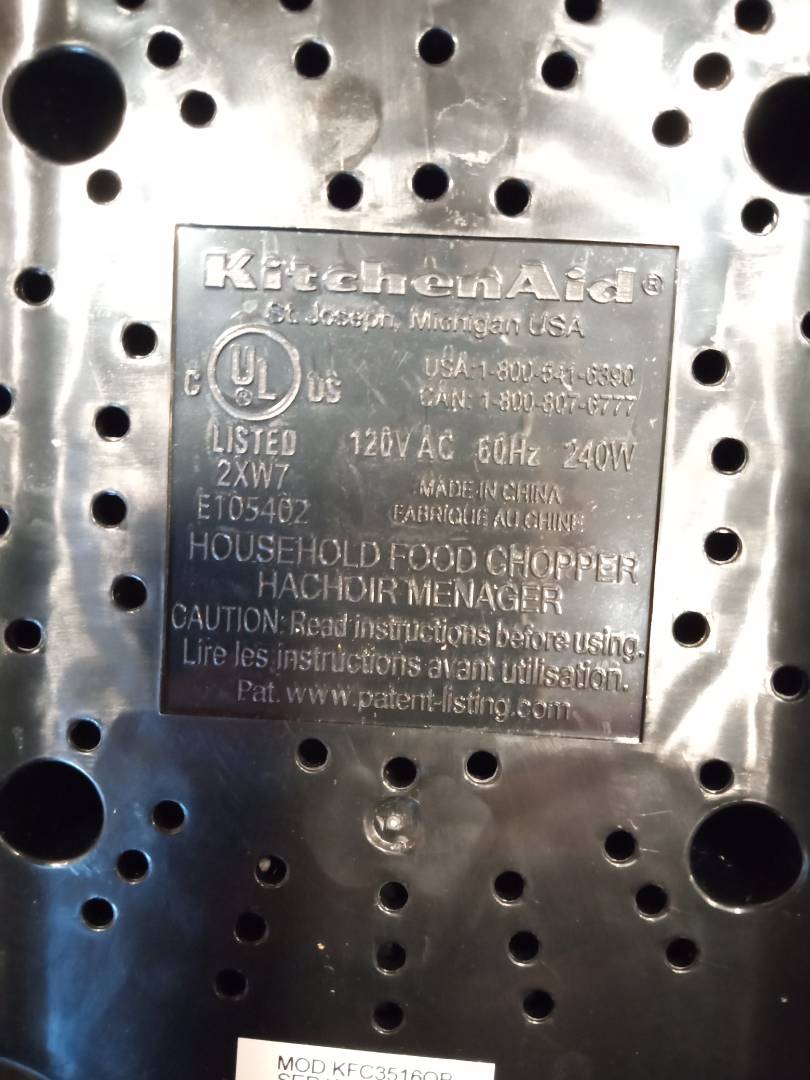 KitchenAid®
St. Joseph, Michigan USA
C UL® US
USA:1-800-541-6390
CAN: 1-800-807-6777
LISTED 120V AC 60Hz 240W
2XW7
MADE IN CHINA
E105402
FABRIQUE AU CHINE
HOUSEHOLD FOOD CHOPPER
HACHOIR MENAGER
CAUTION: Read instructions before using.
Lire les instructions avant utilisation.
Pat. www.patent-listing.com
MOD KFC3516